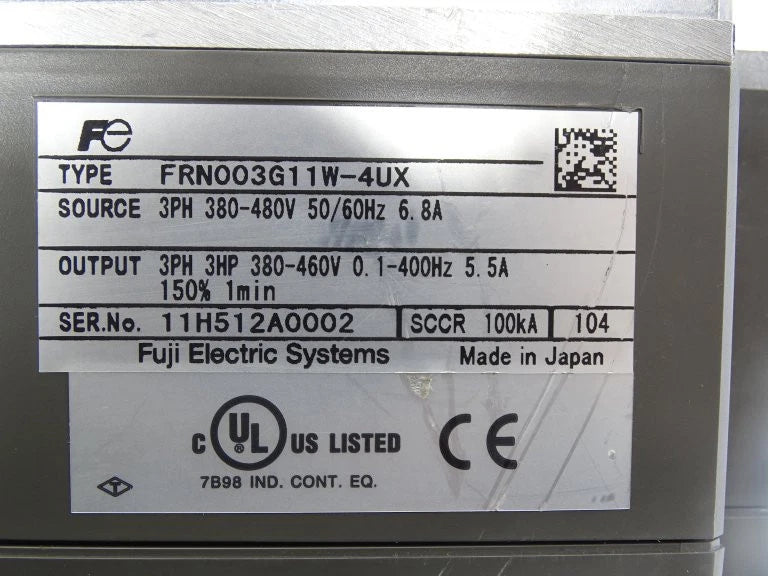 Fe
TYPE FRN003G11W-4UX
SOURCE 3PH 380-480V 50/60Hz 6.8A
OUTPUT 3PH 3HP 380-460V 0.1-400Hz 5.5A
150% 1min
SER.No. 11H512A0002 SCCR 100kA 104
Fuji Electric Systems Made in Japan
C UL ® US LISTED CE
7B98 IND. CONT. EQ.
T